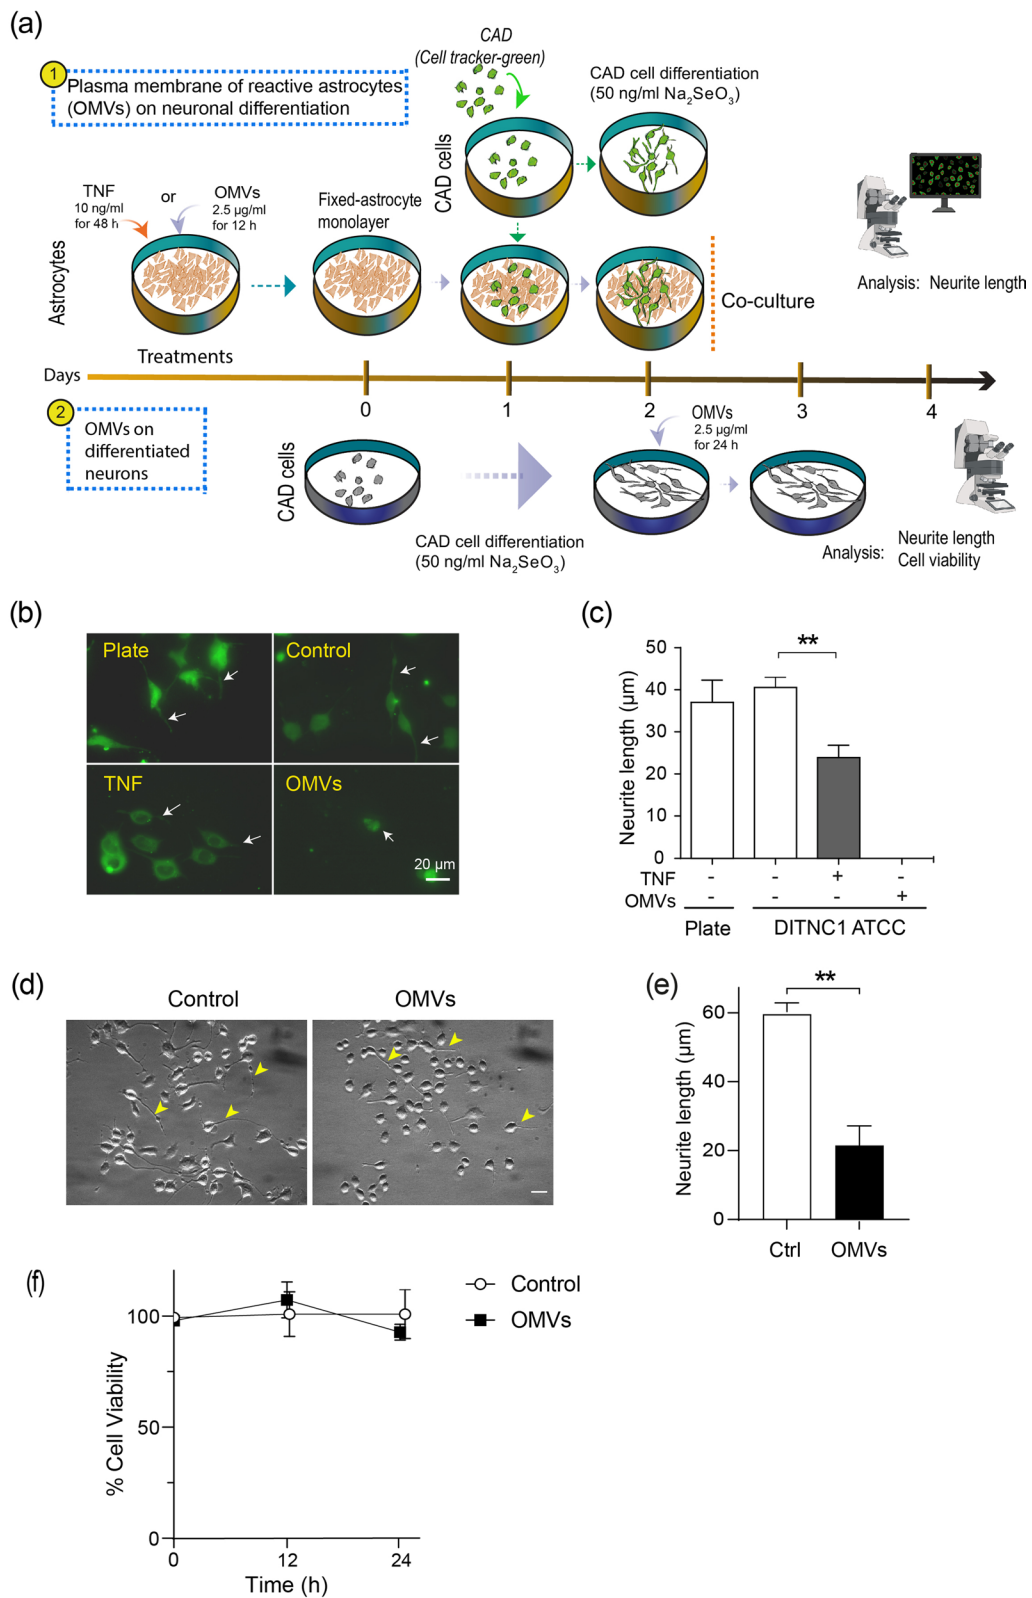 (a)
CAD
(Cell tracker-green)
1
Plasma membrane of reactive astrocytes
(OMVs) on neuronal differentiation
CAD cell differentiation
(50 ng/ml Na₂SeO₃)
CAD cells
TNF
10 ng/ml
for 48 h
or
OMVs
2.5 µg/ml
for 12 h
Fixed-astrocyte
monolayer
Astrocytes
Analysis: Neurite length
Co-culture
Treatments
Days
0
1
2
3
4
2
OMVs on
differentiated
neurons
CAD cells
OMVs
2.5 µg/ml
for 24 h
CAD cell differentiation
(50 ng/ml Na₂SeO₃)
Analysis:
Neurite length
Cell viability
(b)
Plate
Control
TNF
OMVs
20 µm
(c)
**
Neurite length (µm)
50
40
30
20
10
0
TNF - - + -
OMVs - - - +
Plate DITNC1 ATCC
(d)
Control
OMVs
(e)
**
Neurite length (µm)
60
60
20
0
Ctrl OMVs
(f)
Control
OMVs
% Cell Viability
100
50
0
0 12 24
Time (h)